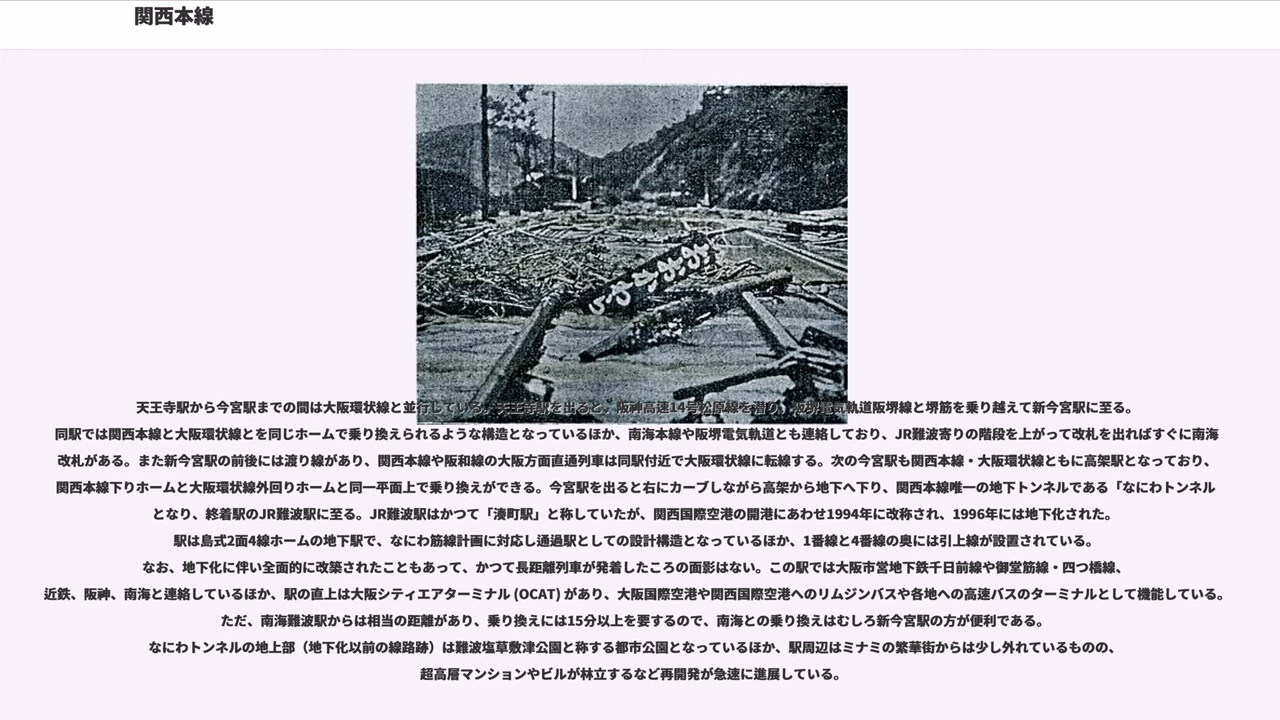 関西本線
天王寺駅から今宮駅までの間は大阪環状線と並行している。天王寺駅を出ると、阪神高速14号松原線を潜り、阪堺電気軌道阪堺線と堺筋を乗り越えて新今宮駅に至る。
同駅では関西本線と大阪環状線とを同じホームで乗り換えられるような構造となっているほか、南海本線や阪堺電気軌道とも連絡しており、JR難波寄りの階段を上がって改札を出ればすぐに南海
改札がある。また新今宮駅の前後には渡り線があり、関西本線や阪和線の大阪方面直通列車は同駅付近で大阪環状線に転線する。次の今宮駅も関西本線・大阪環状線ともに高架駅となっており、
関西本線下りホームと大阪環状線外回りホームと同一平面上で乗り換えができる。今宮駅を出ると右にカーブしながら高架から地下へ下り、関西本線唯一の地下トンネルである「なにわトンネル
となり、終着駅のJR難波駅に至る。JR難波駅はかつて「湊町駅」と称していたが、関西国際空港の開港にあわせ1994年に改称され、1996年には地下化された。
駅は島式2面4線ホームの地下駅で、なにわ筋線計画に対応し通過駅としての設計構造となっているほか、1番線と4番線の奥には引上線が設置されている。
なお、地下化に伴い全面的に改築されたこともあって、かつて長距離列車が発着したころの面影はない。この駅では大阪市営地下鉄千日前線や御堂筋線・四つ橋線、
近鉄、阪神、南海と連絡しているほか、駅の直上は大阪シティエアターミナル (OCAT) があり、大阪国際空港や関西国際空港へのリムジンバスや各地への高速バスのターミナルとして機能している。
ただ、南海難波駅からは相当の距離があり、乗り換えには15分以上を要するので、南海との乗り換えはむしろ新今宮駅の方が便利である。
なにわトンネルの地上部（地下化以前の線路跡）は難波塩草敷津公園と称する都市公園となっているほか、駅周辺はミナミの繁華街からは少し外れているものの、
超高層マンションやビルが林立するなど再開発が急速に進展している。